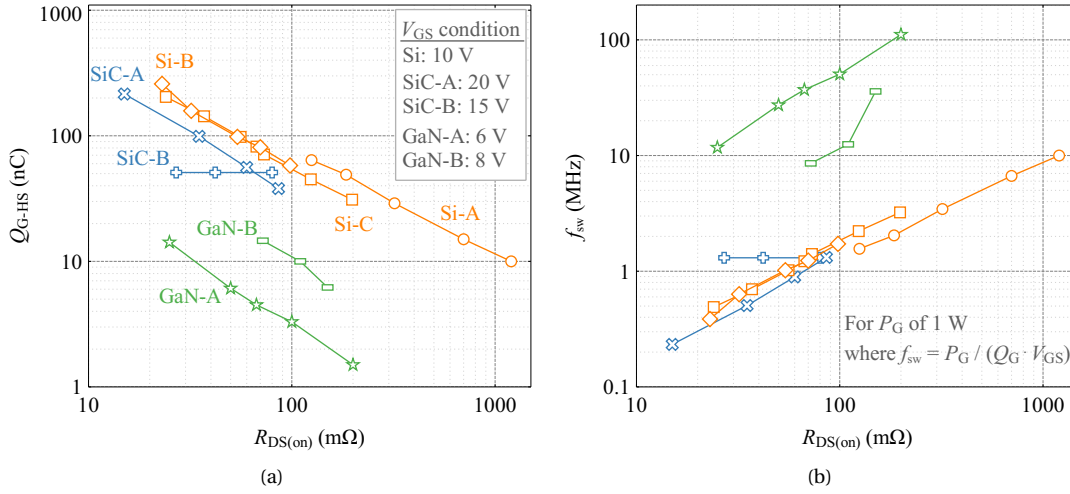 1000
100
10
1
Q_G-HS (nC)
SiC-A
Si-B
SiC-B
GaN-B
GaN-A
Si-C
Si-A
V_GS condition
Si: 10 V
SiC-A: 20 V
SiC-B: 15 V
GaN-A: 6 V
GaN-B: 8 V
10
100
1000
R_DS(on) (mΩ)
(a)
100
10
1
0.1
f_sw (MHz)
For P_G of 1 W
where f_sw = P_G / (Q_G · V_GS)
10
100
1000
R_DS(on) (mΩ)
(b)